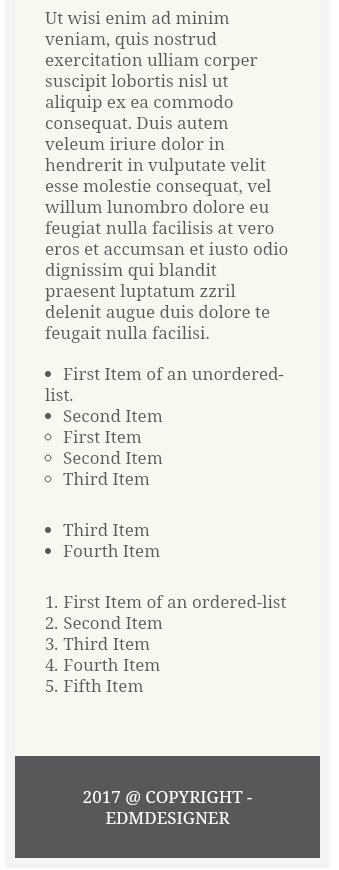 Ut wisi enim ad minim
veniam, quis nostrud
exercitation ulliam corper
suscipit lobortis nisl ut
aliquip ex ea commodo
consequat. Duis autem
veleum iriure dolor in
hendrerit in vulputate velit
esse molestie consequat, vel
willum lunombro dolore eu
feugiat nulla facilisis at vero
eros et accumsan et iusto odio
dignissim qui blandit
praesent luptatum zzril
delenit augue duis dolore te
feugait nulla facilisi.
• First Item of an unordered-
list.
• Second Item
◦ First Item
◦ Second Item
◦ Third Item
• Third Item
• Fourth Item
1. First Item of an ordered-list
2. Second Item
3. Third Item
4. Fourth Item
5. Fifth Item
2017 @ COPYRIGHT -
EDMDESIGNER